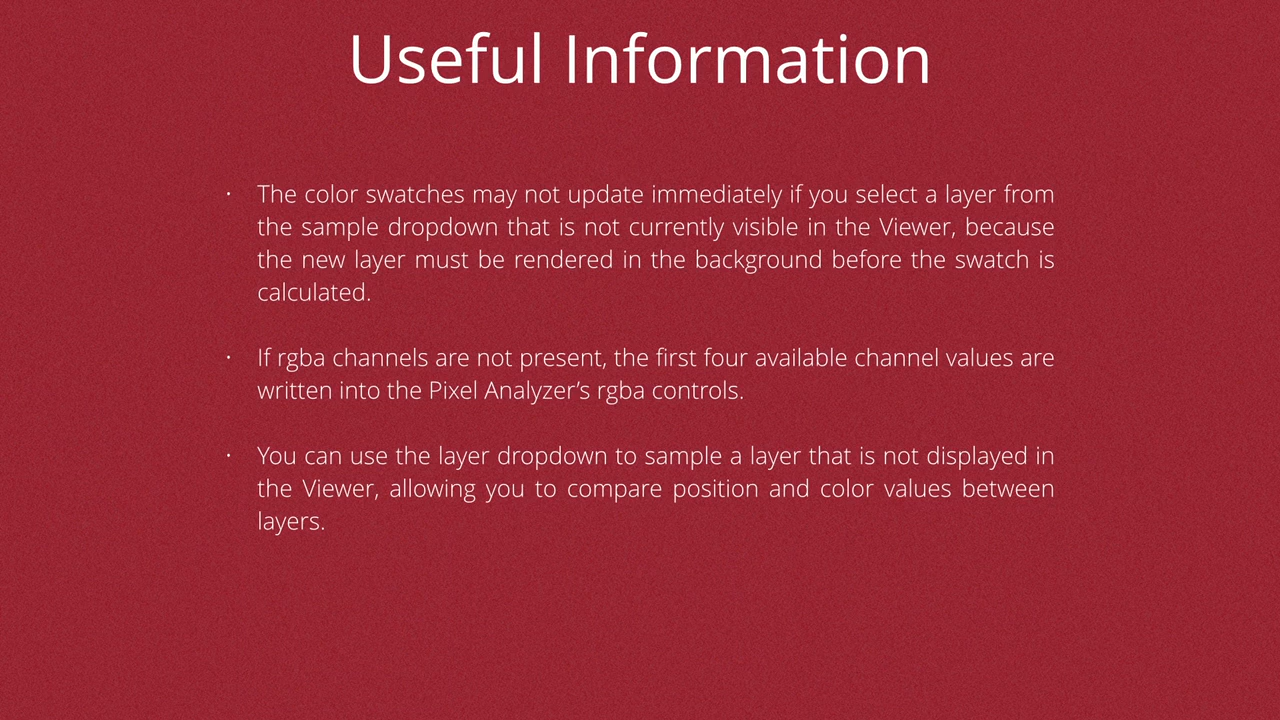 Useful Information
· The color swatches may not update immediately if you select a layer from
the sample dropdown that is not currently visible in the Viewer, because
the new layer must be rendered in the background before the swatch is
calculated.
· If rgba channels are not present, the first four available channel values are
written into the Pixel Analyzer’s rgba controls.
· You can use the layer dropdown to sample a layer that is not displayed in
the Viewer, allowing you to compare position and color values between
layers.